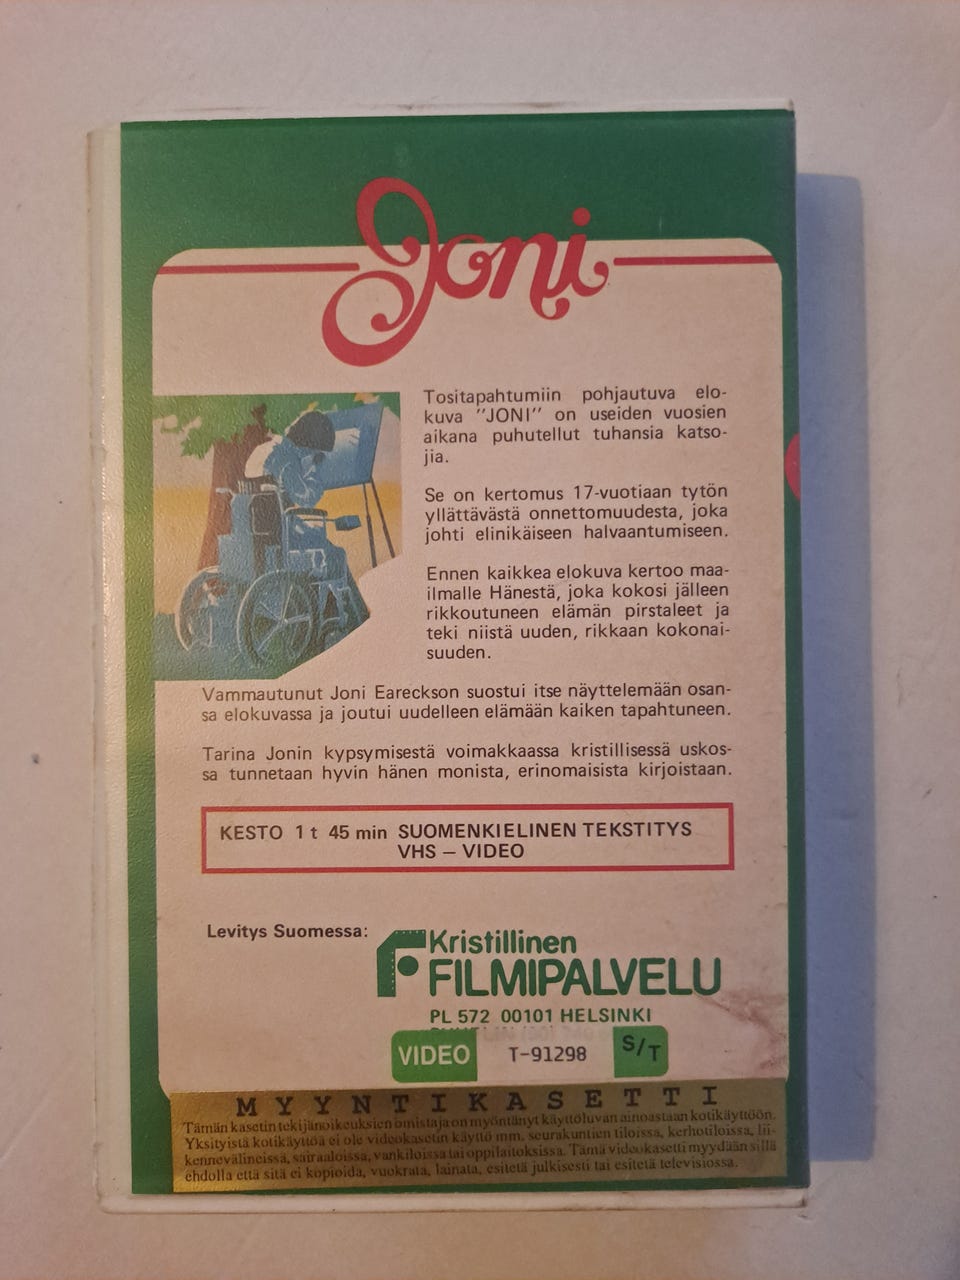 Joni
Tositapahtumiin pohjautuva elo-
kuva "JONI" on useiden vuosien
aikana puhutellut tuhansia katso-
jia.
Se on kertomus 17-vuotiaan tytön
yllättävästä onnettomuudesta, joka
johti elinikäiseen halvaantumiseen.
Ennen kaikkea elokuva kertoo maa-
ilmalle Hänestä, joka kokosi jälleen
rikkoutuneen elämän pirstaleet ja
teki niistä uuden, rikkaan kokonai-
suuden.
Vammautunut Joni Eareckson suostui itse näyttelemään osan-
sa elokuvassa ja joutui uudelleen elämään kaiken tapahtuneen.
Tarina Jonin kypsymisestä voimakkaassa kristillisessä uskos-
sa tunnetaan hyvin hänen monista, erinomaisista kirjoistaan.
KESTO 1 t 45 min SUOMENKIELINEN TEKSTITYS
VHS – VIDEO
Levitys Suomessa:
Kristillinen
FILMIPALVELU
PL 572 00101 HELSINKI
VIDEO T-91298 S/T
MYYNTIKASETTI
Tämän kasetin tekijänoikeuksien omistaja on myöntänyt käyttöluvan ainoastaan kotikäyttöön.
Yksityistä kotikäyttöä ei ole videokasetin käyttö mm. seurakuntien tiloissa, kerhotiloissa, lii-
kennevälineissä, sairaaloissa, vankiloissa tai oppilaitoksissa. Tämä videokasetti myydään sillä
ehdolla että sitä ei kopioida, vuokrata, lainata, esitetä julkisesti tai esitetä televisiossa.